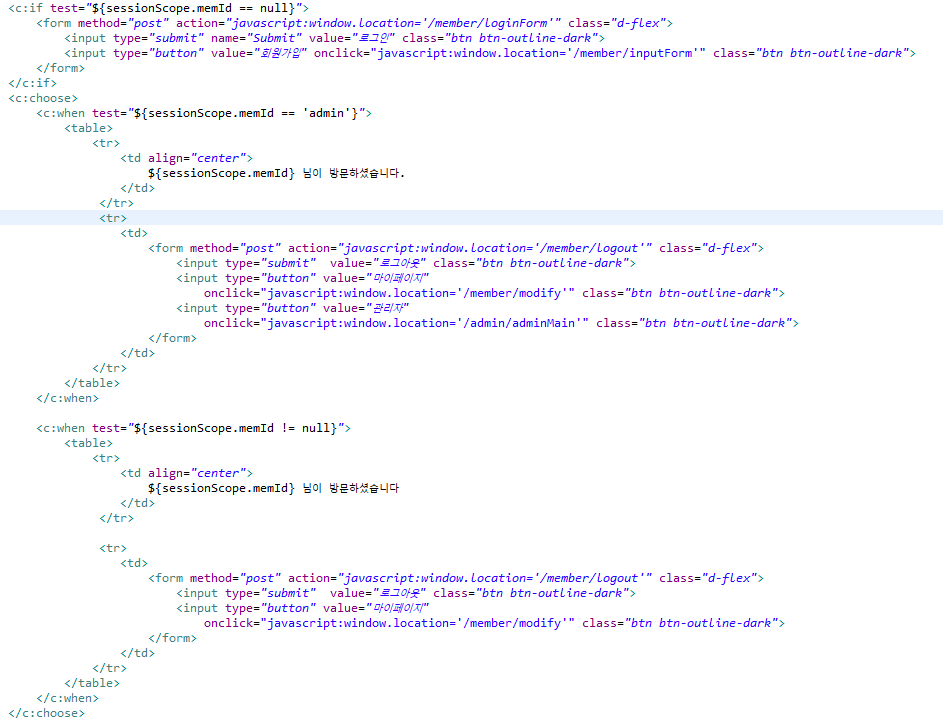 <c:if test="${sessionScope.memId == null}">
    <form method="post" action="javascript:window.location='/member/loginForm'" class="d-flex">
        <input type="submit" name="Submit" value="로그인" class="btn btn-outline-dark">
        <input type="button" value="회원가입" onclick="javascript:window.location='/member/inputForm'" class="btn btn-outline-dark">
    </form>
</c:if>
<c:choose>
    <c:when test="${sessionScope.memId == 'admin'}">
        <table>
            <tr>
                <td align="center">
                    ${sessionScope.memId} 님이 방문하셨습니다.
                </td>
             </tr>
             <tr>
                <td>
                    <form method="post" action="javascript:window.location='/member/logout'" class="d-flex">
                        <input type="submit"  value="로그아웃" class="btn btn-outline-dark">
                        <input type="button" value="마이페이지"
                            onclick="javascript:window.location='/member/modify'" class="btn btn-outline-dark">
                        <input type="button" value="관리자"
                            onclick="javascript:window.location='/admin/adminMain'" class="btn btn-outline-dark">
                    </form>
                </td>
            </tr>
        </table>
    </c:when>
    <c:when test="${sessionScope.memId != null}">
        <table>
            <tr>
                <td align="center">
                    ${sessionScope.memId} 님이 방문하셨습니다
                </td>
             </tr>
             <tr>
                <td>
                    <form method="post" action="javascript:window.location='/member/logout'" class="d-flex">
                        <input type="submit"  value="로그아웃" class="btn btn-outline-dark">
                        <input type="button" value="마이페이지"
                            onclick="javascript:window.location='/member/modify'" class="btn btn-outline-dark">
                    </form>
                </td>
            </tr>
        </table>
    </c:when>
</c:choose>